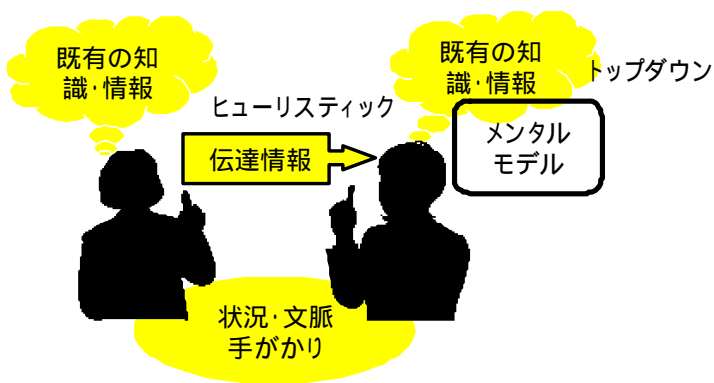 既有の知
識・情報
既有の知
識・情報
トップダウン
ヒューリスティック
伝達情報
メンタル
モデル
状況・文脈
手がかり